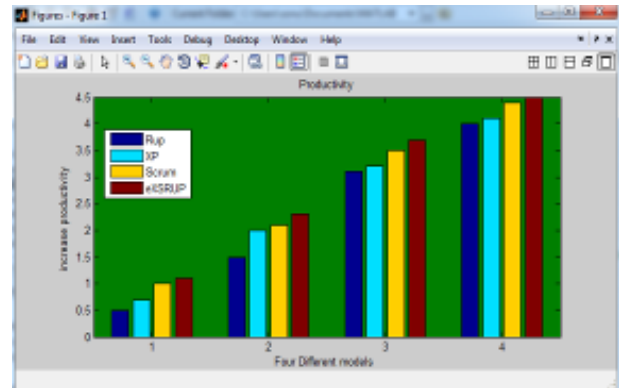 Figures - Figure 1
File Edit View Insert Tools Debug Desktop Window Help
Productivity
4.5
4
3.5
3
2.5
2
1.5
1
0.5
0
increase productivity
Rup
XP
Scrum
eXSRUP
1 2 3 4
Four Different models